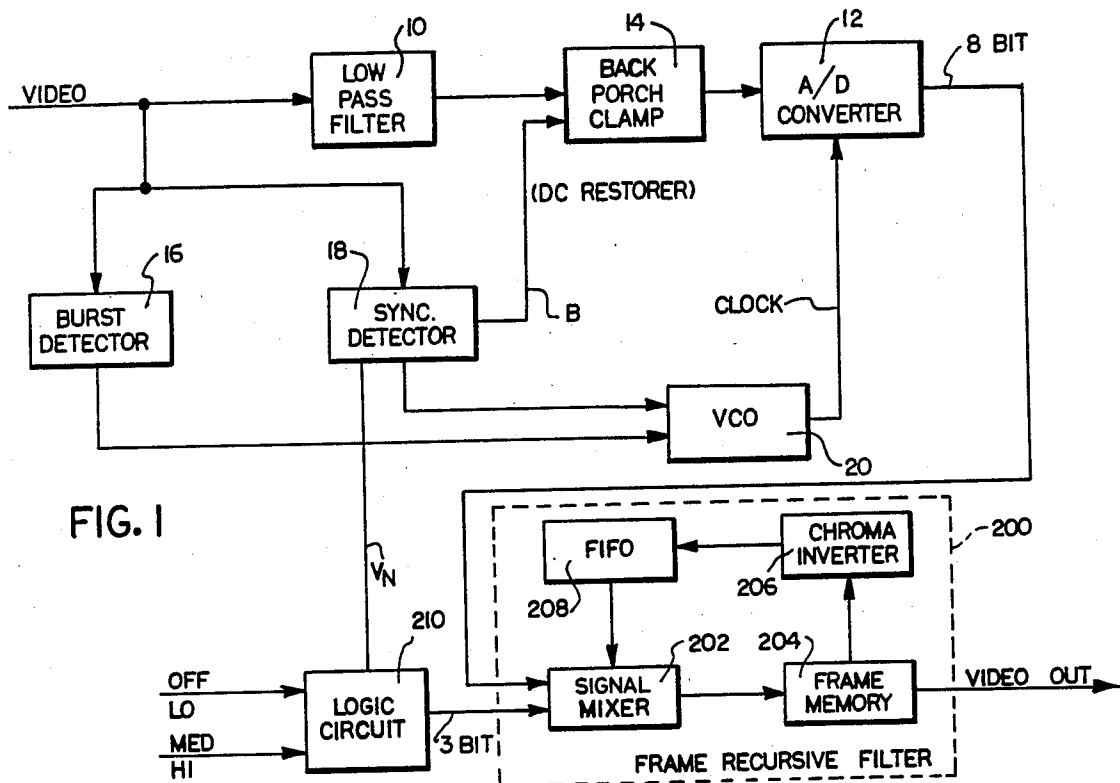 VIDEO
10
LOW
PASS
FILTER
14
BACK
PORCH
CLAMP
12
A/D
CONVERTER
8 BIT
(DC RESTORER)
16
BURST
DETECTOR
18
SYNC.
DETECTOR
B
CLOCK
VCO
20
FIG. 1
VN
FIFO
208
CHROMA
INVERTER
206
200
210
OFF
LO
MED
HI
LOGIC
CIRCUIT
3 BIT
202
SIGNAL
MIXER
204
FRAME
MEMORY
VIDEO OUT
FRAME RECURSIVE FILTER